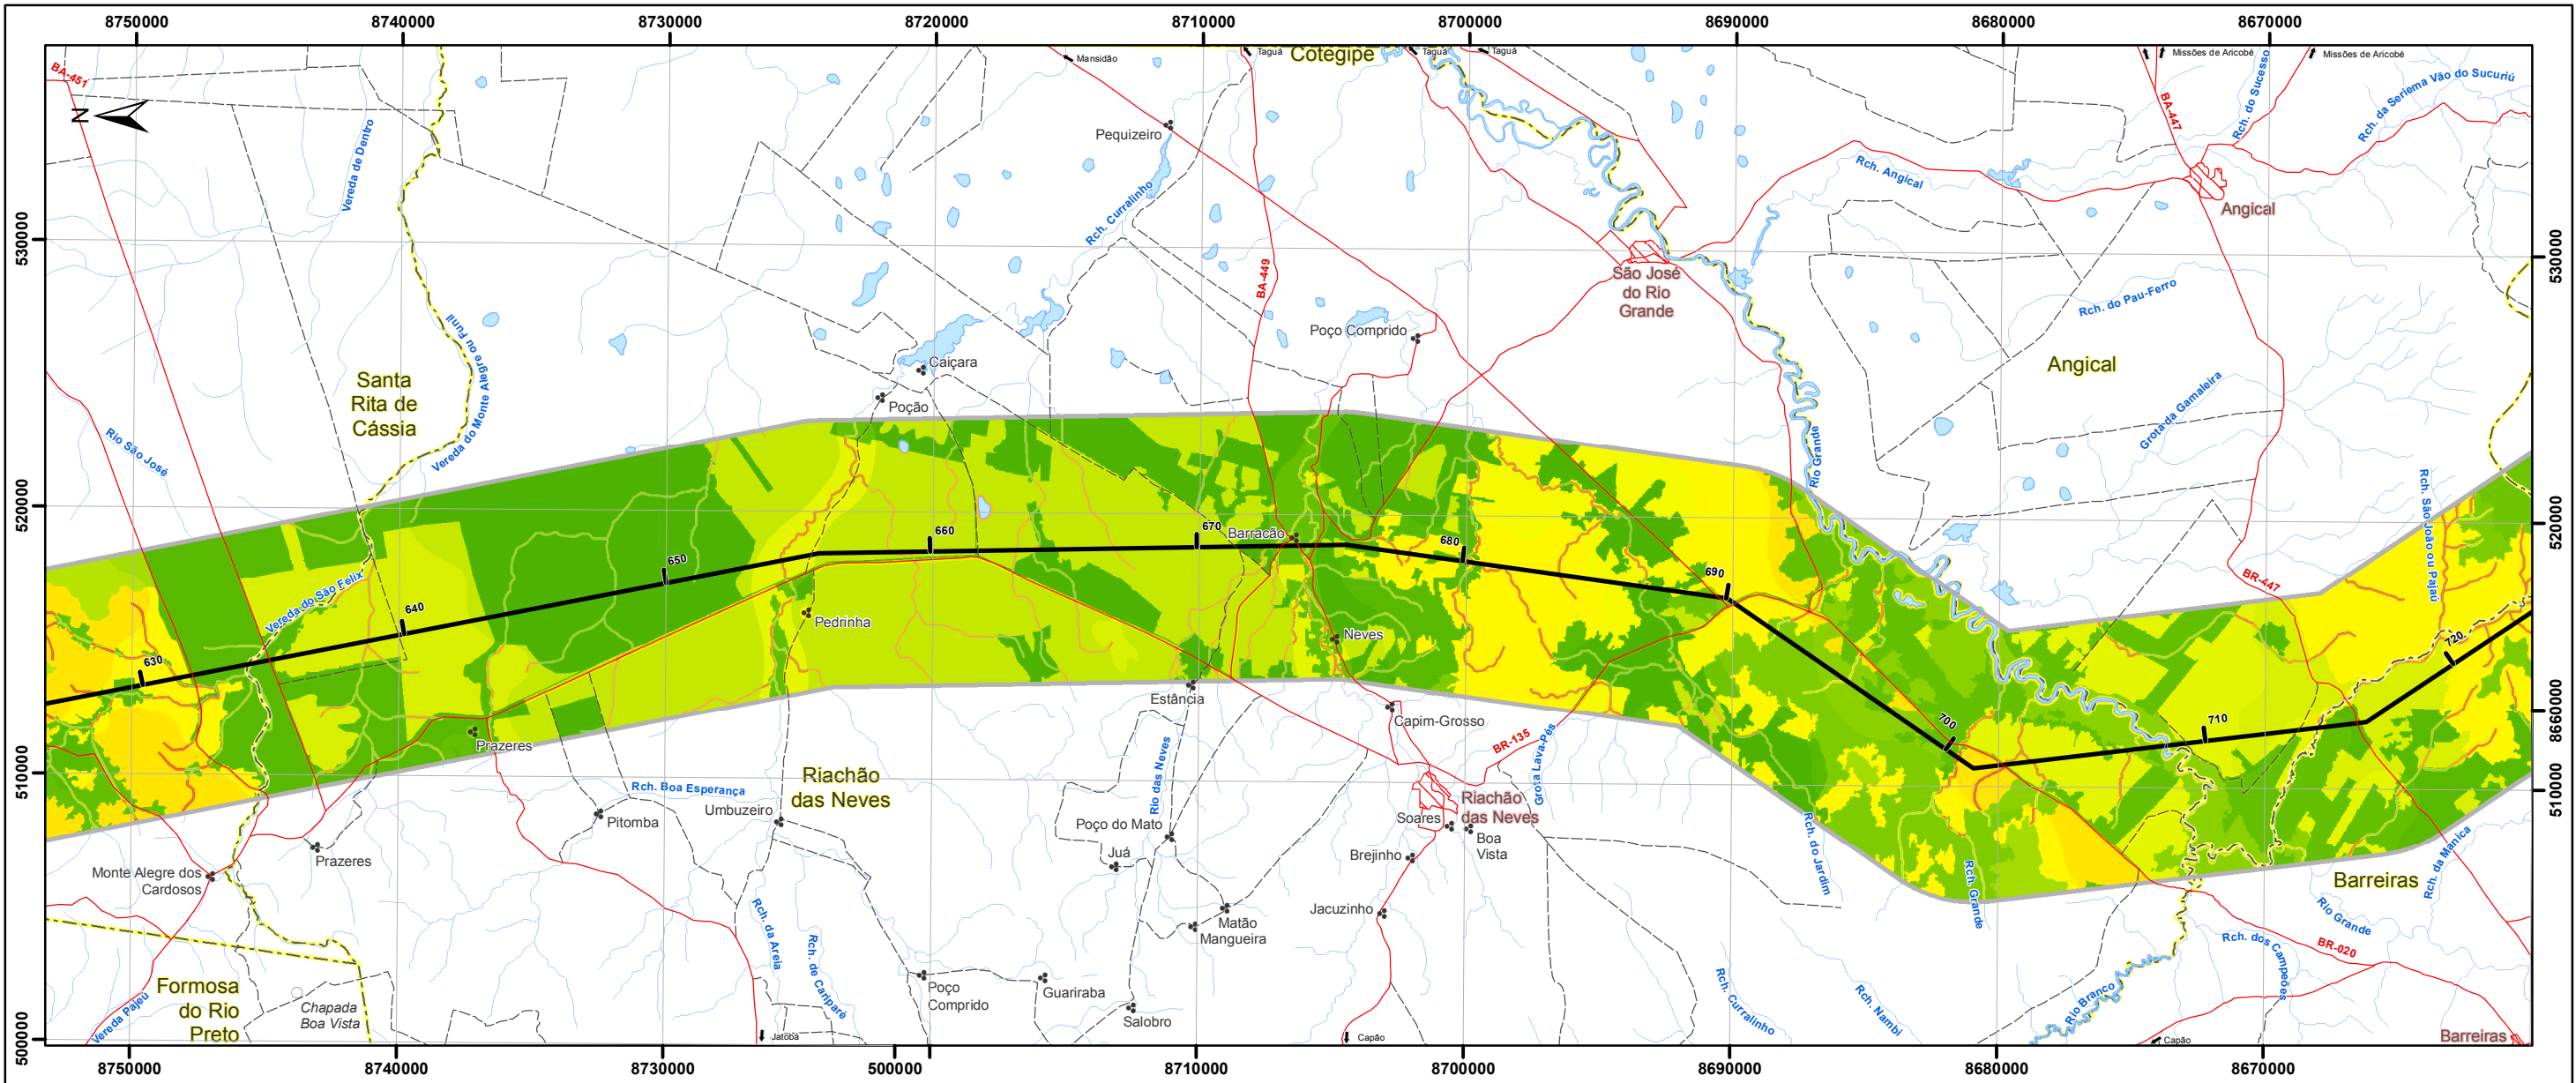 8750000 8740000 8730000 8720000 8710000 8700000 8690000 8680000 8670000
Mansidão
Taguá
Cotegipe
Taguá
Taguá
Missões de Aricobé
Missões de Aricobé
BA-451
N
Vereda de Dentro
Pequizeiro
Rch. Curralinho
BA-447
Rch. do Sucesso
Rch. da Seriema Vão do Sucuriú
Rch. Angical
Angical
530000
530000
BA-449
São José
do Rio
Grande
Rch. do Pau-Ferro
Vereda do Monte Alegre ou Funil
Poço Comprido
Caiçara
Poção
Santa
Rita de
Cássia
Angical
Grota da Gamaleira
Rio São José
Rio Grande
Rch. São João ou Pajaú
520000
520000
Barracão
BR-447
Vereda do São Felix
630
640
650
660
670
680
690
700
710
720
Pedrinha
Neves
Estância
Capim-Grosso
Prazeres
BR-135
Grota Lava-Pés
Rio das Neves
8660000
510000
510000
Riachão
das Neves
Rch. Boa Esperança
Umbuzeiro
Pitomba
Poço do Mato
Juá
Riachão
das Neves
Soares
Boa
Vista
Brejinho
Rch. do Jardim
Rch. Grande
Prazeres
Monte Alegre dos
Cardosos
Barreiras
Rch. da Manica
Rio Grande
Jacuzinho
Matão
Mangueira
Rch. da Areia
Rch. de Cariparé
Rch. dos Campeões
BR-020
Formosa
do Rio
Preto
Chapada
Boa Vista
Vereda Pajeú
Poço
Comprido
Guariraba
Salobro
Rch. Curralinho
Rch. Nambi
Rio Branco
Barreiras
Jatobá
Capão
Capão
500000
8750000 8740000 8730000 500000 8710000 8700000 8690000 8680000 8670000